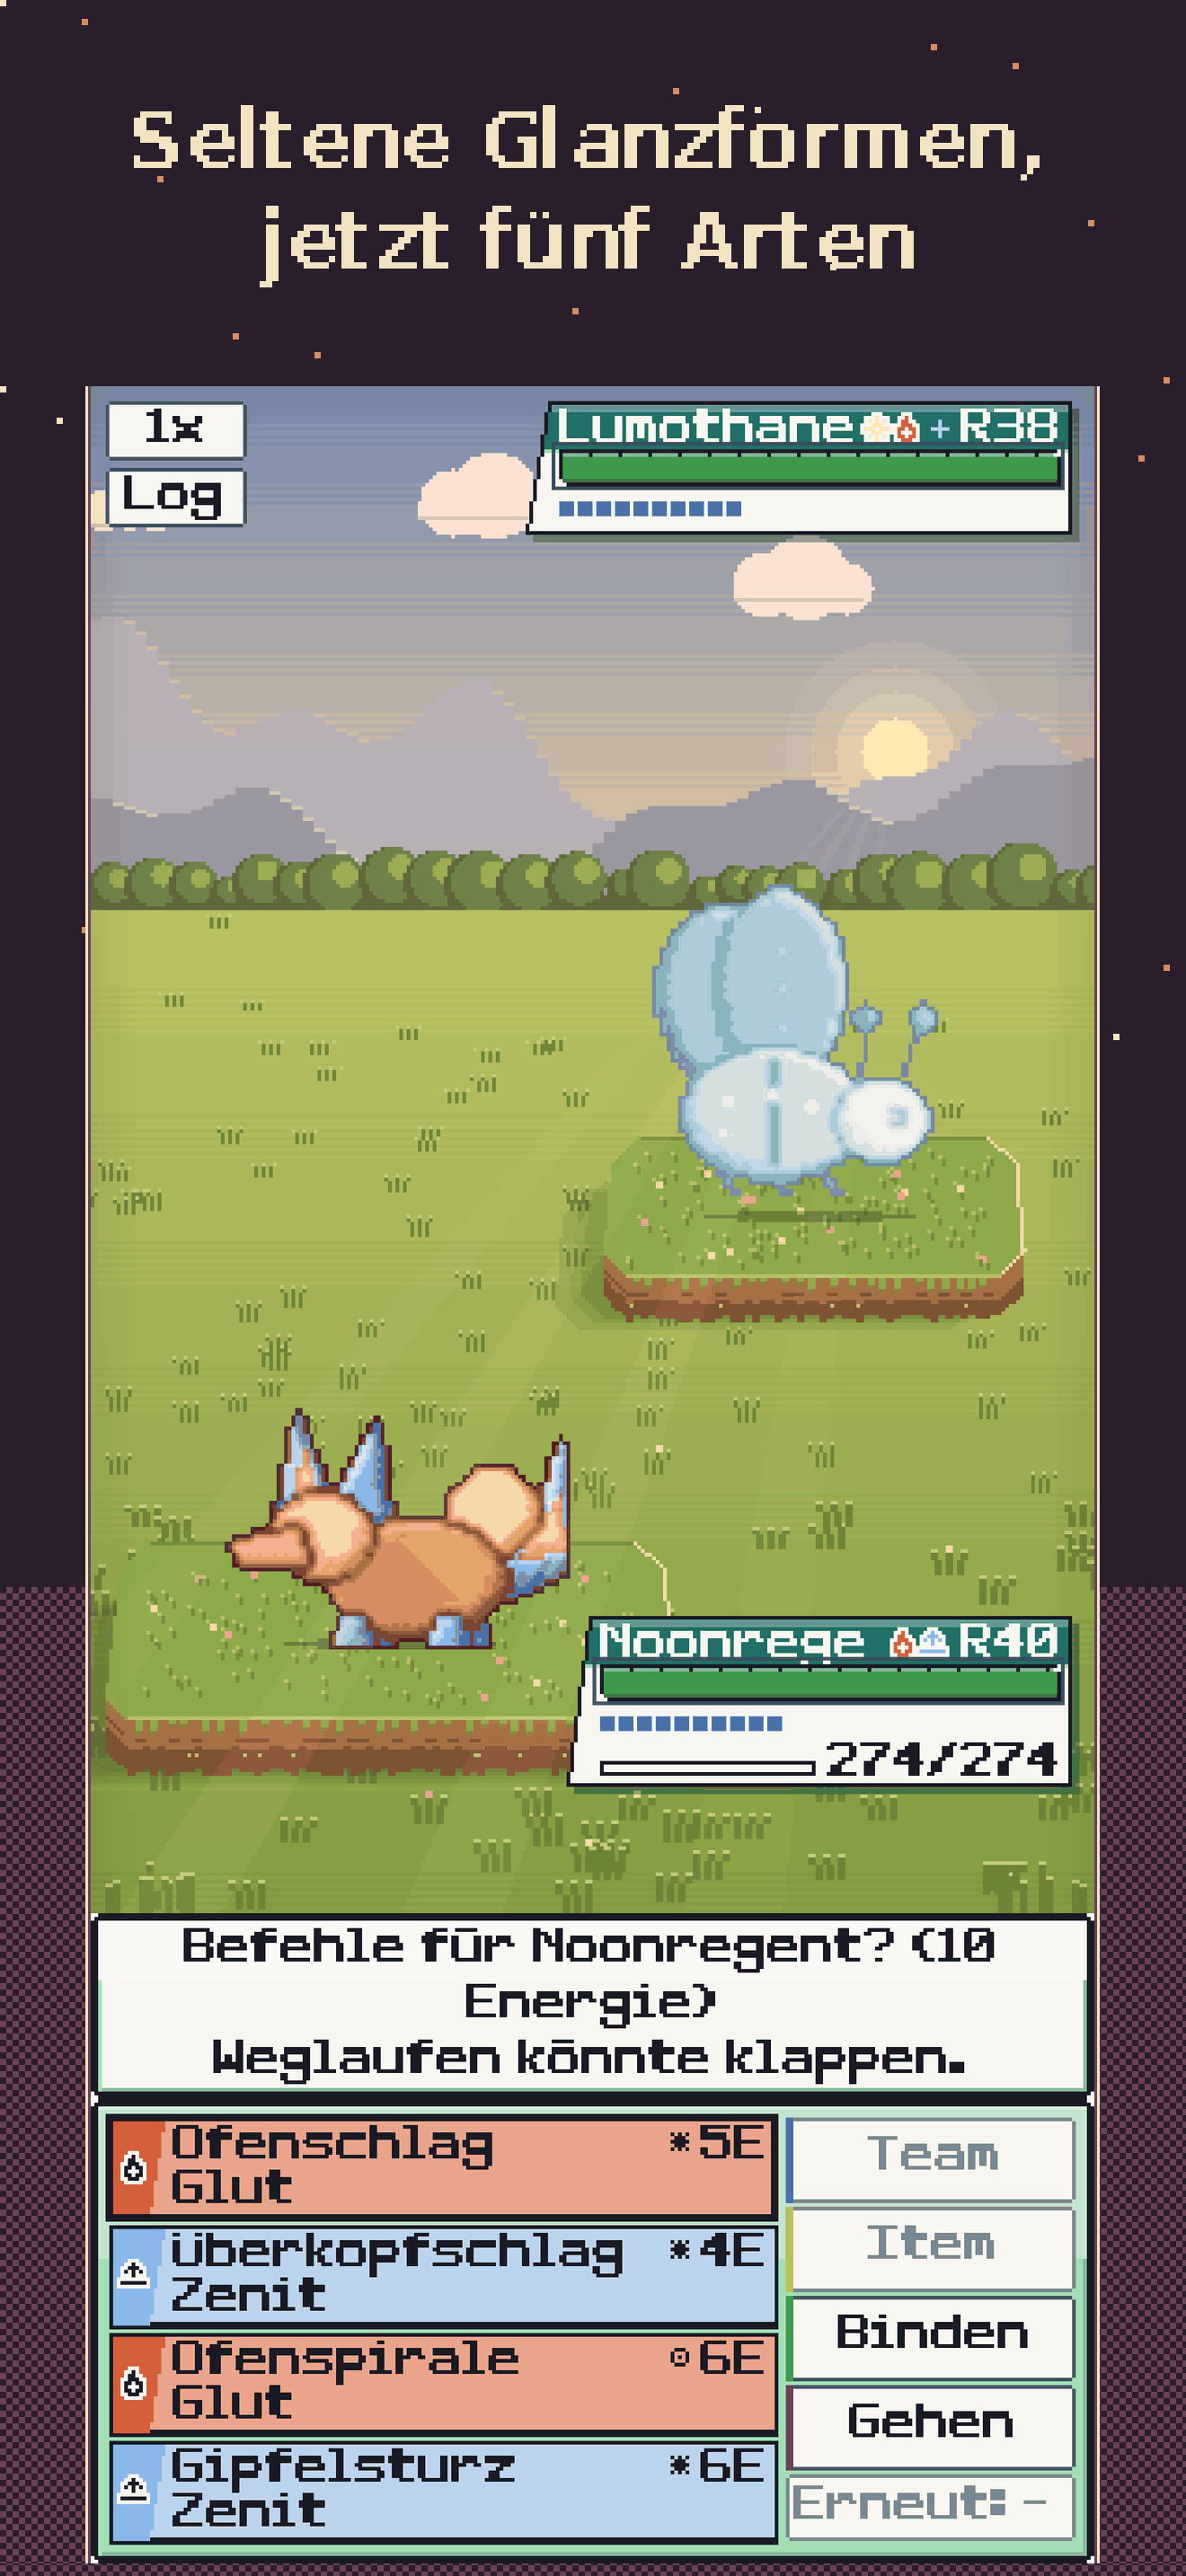 Seltene Glanzformen,
jetzt fünf Arten
1x
Log
Lumothane + R38
Noonrege R40
274/274
Befehle für Noonregent? (10
Energie)
Weglaufen könnte klappen.
Ofenschlag *5E
Glut
Team
Überkopfschlag *4E
Zenit
Item
Ofenspirale ⊙6E
Glut
Binden
Gehen
Gipfelsturz *6E
Zenit
Erneut: -